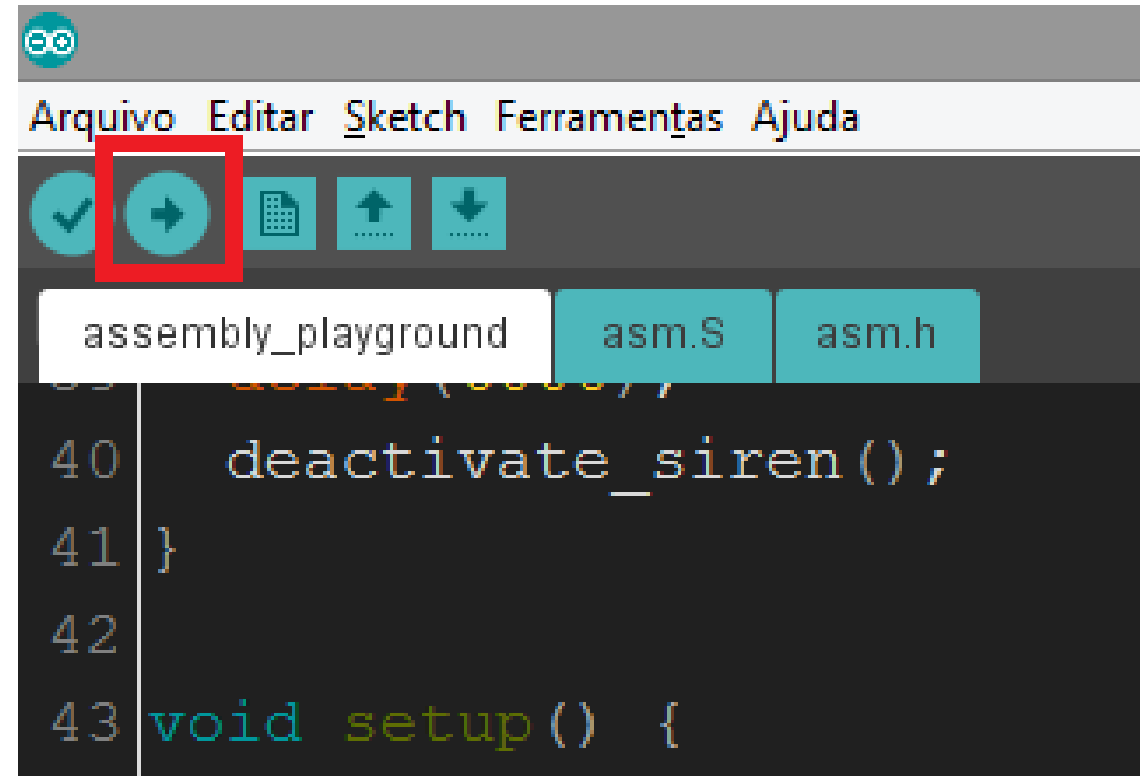 Arquivo Editar Sketch Ferramentas Ajuda
assembly_playground asm.S asm.h
40 deactivate_siren();
41 }
42
43 void setup() {